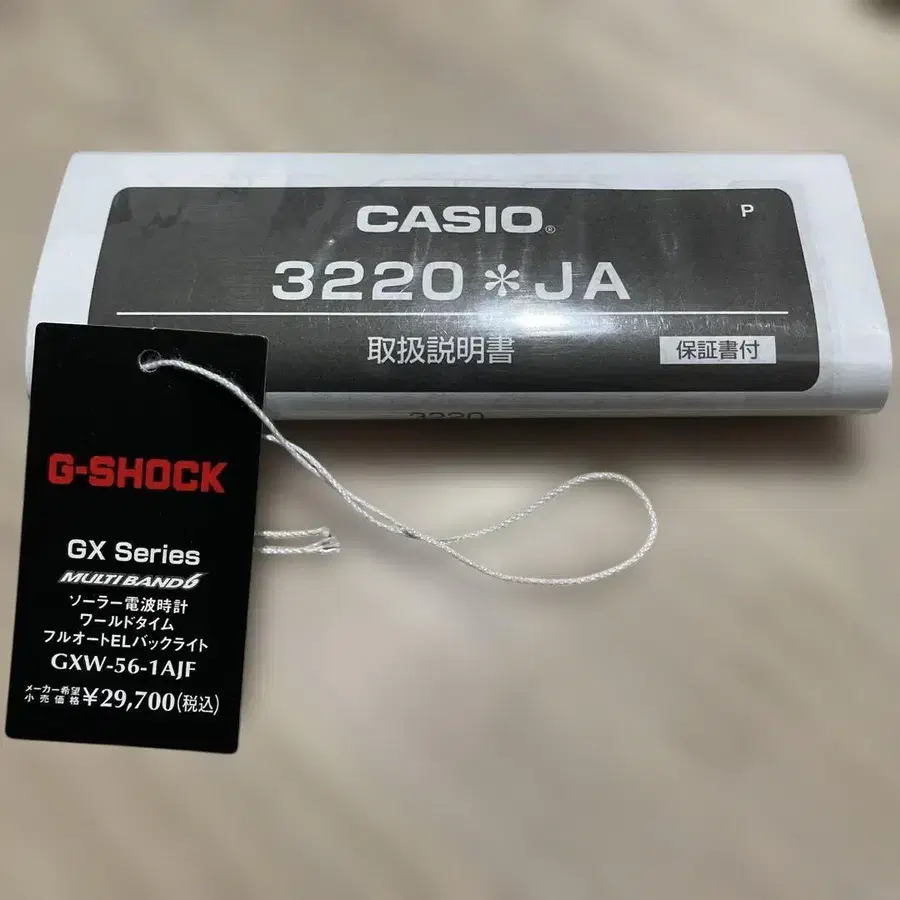 CASIO®
P
3220*JA
取扱説明書
保証書付
3220
G-SHOCK
GX Series
MULTI BAND 6
ソーラー電波時計
ワールドタイム
フルオートELバックライト
GXW-56-1AJF
メーカー希望小売価格 ¥29,700(税込)